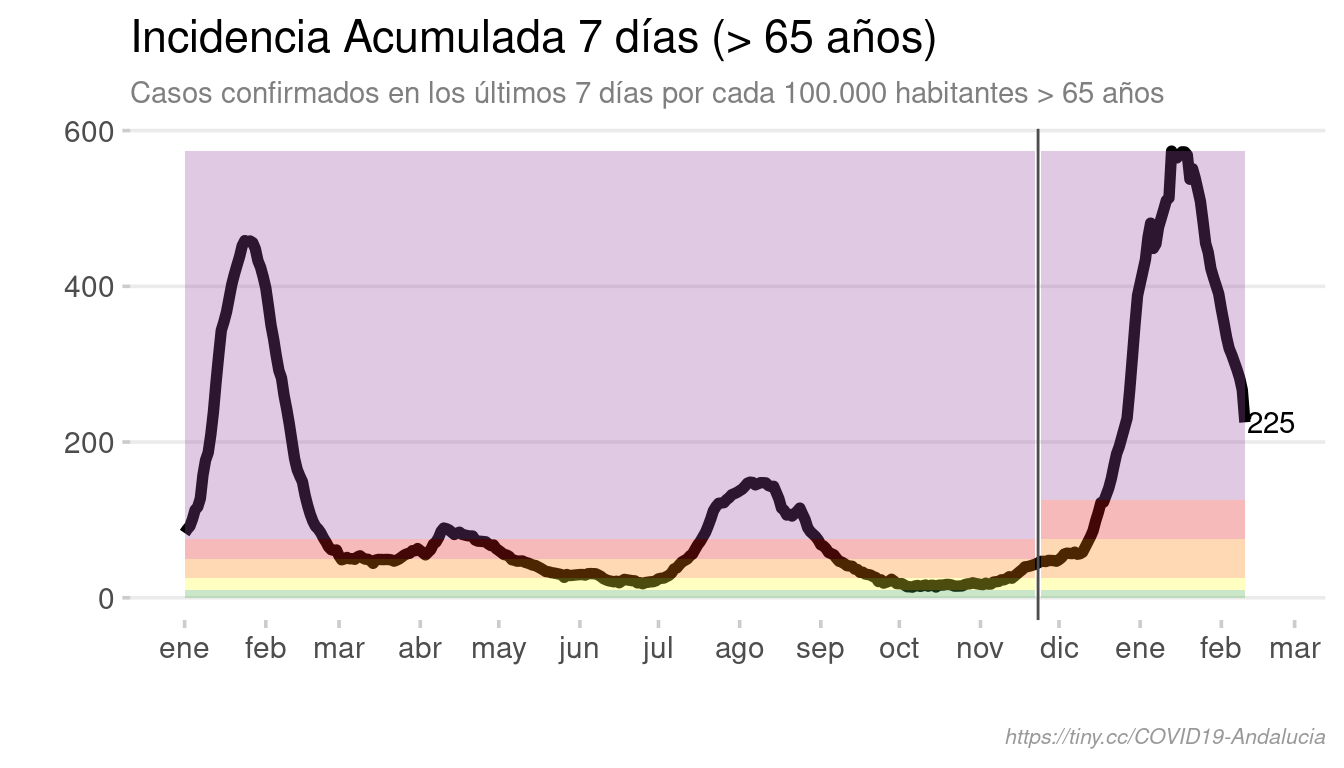 Incidencia Acumulada 7 días (> 65 años)
Casos confirmados en los últimos 7 días por cada 100.000 habitantes > 65 años
600
400
200
0
225
ene feb mar abr may jun jul ago sep oct nov dic ene feb mar
https://tiny.cc/COVID19-Andalucia